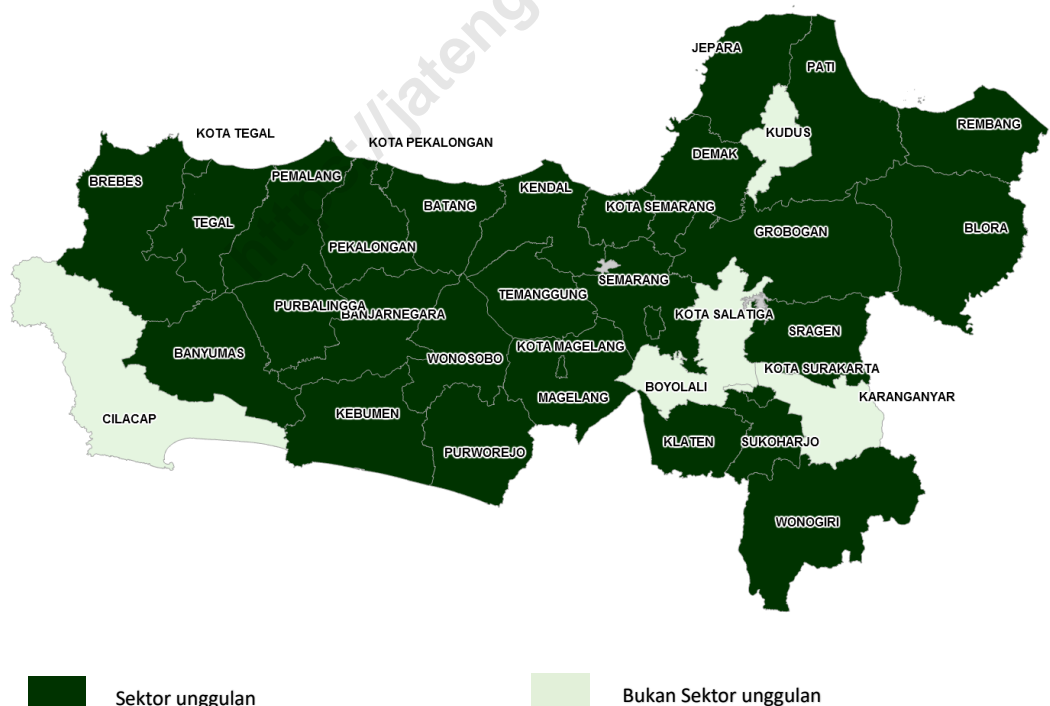 JEPARA
PATI
REMBANG
KOTA TEGAL
KUDUS
KOTA PEKALONGAN
DEMAK
BREBES
PEMALANG
KENDAL
BATANG
KOTA SEMARANG
TEGAL
BLORA
GROBOGAN
PEKALONGAN
SEMARANG
TEMANGGUNG
PURBALINGGA
BANJARNEGARA
KOTA SALATIGA
SRAGEN
KOTA MAGELANG
BANYUMAS
WONOSOBO
KOTA SURAKARTA
BOYOLALI
MAGELANG
KARANGANYAR
CILACAP
KEBUMEN
KLATEN
SUKOHARJO
PURWOREJO
WONOGIRI
Sektor unggulan
Bukan Sektor unggulan